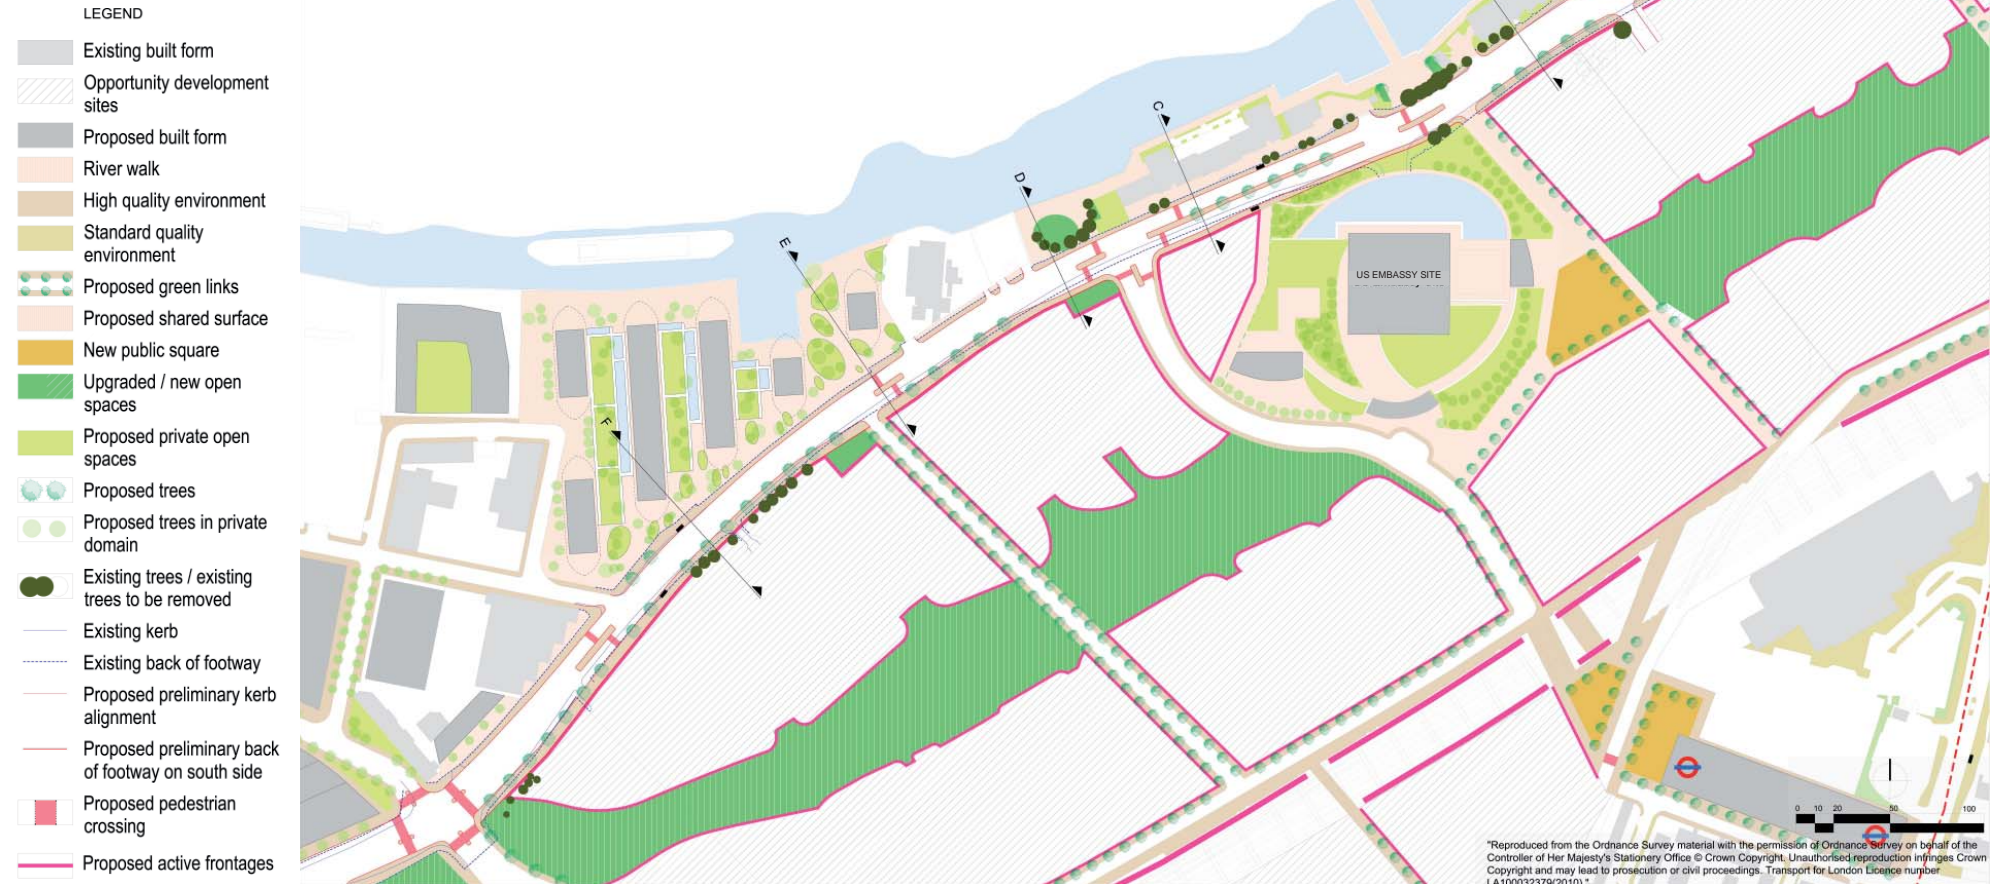 LEGEND
Existing built form
Opportunity development
sites
Proposed built form
River walk
High quality environment
Standard quality
environment
Proposed green links
Proposed shared surface
New public square
Upgraded / new open
spaces
Proposed private open
spaces
Proposed trees
Proposed trees in private
domain
Existing trees / existing
trees to be removed
Existing kerb
Existing back of footway
Proposed preliminary kerb
alignment
Proposed preliminary back
of footway on south side
Proposed pedestrian
crossing
Proposed active frontages
C
D
E
F
US EMBASSY SITE
0 10 20 50 100
"Reproduced from the Ordnance Survey material with the permission of Ordnance Survey on behalf of the
Controller of Her Majesty's Stationery Office © Crown Copyright. Unauthorised reproduction infringes Crown
Copyright and may lead to prosecution or civil proceedings. Transport for London Licence number
LA100032379(2010)."